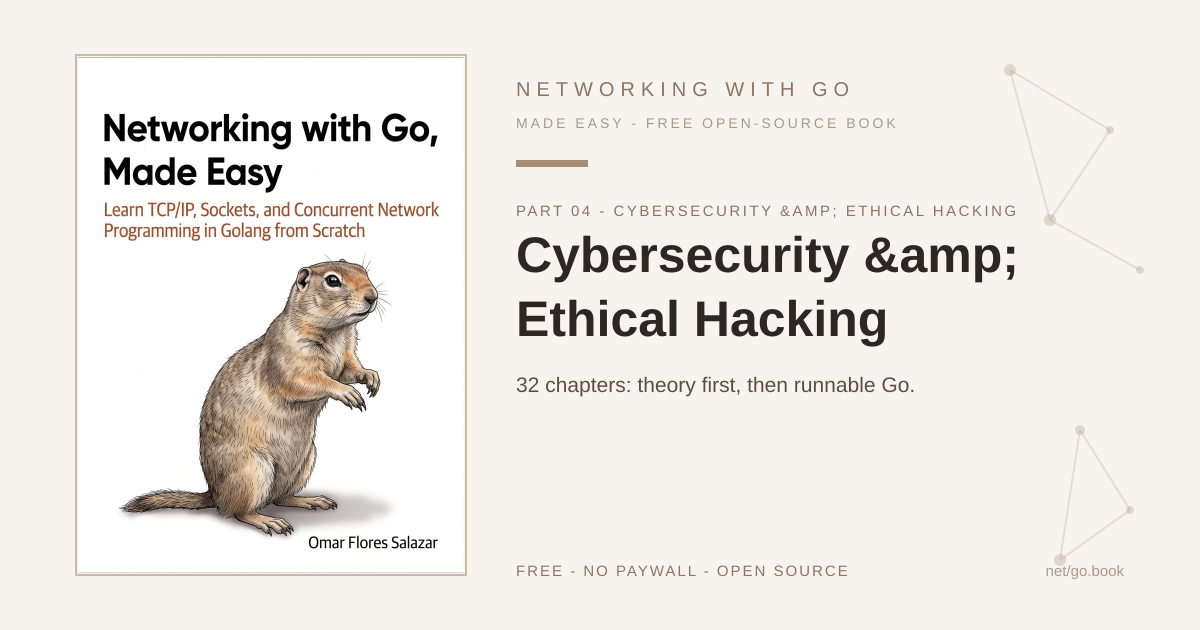 Networking with Go,
Made Easy
Learn TCP/IP, Sockets, and Concurrent Network
Programming in Golang from Scratch
Omar Flores Salazar
NETWORKING WITH GO
MADE EASY - FREE OPEN-SOURCE BOOK
PART 04 - CYBERSECURITY &AMP; ETHICAL HACKING
Cybersecurity &amp;
Ethical Hacking
32 chapters: theory first, then runnable Go.
FREE - NO PAYWALL - OPEN SOURCE
net/go.book